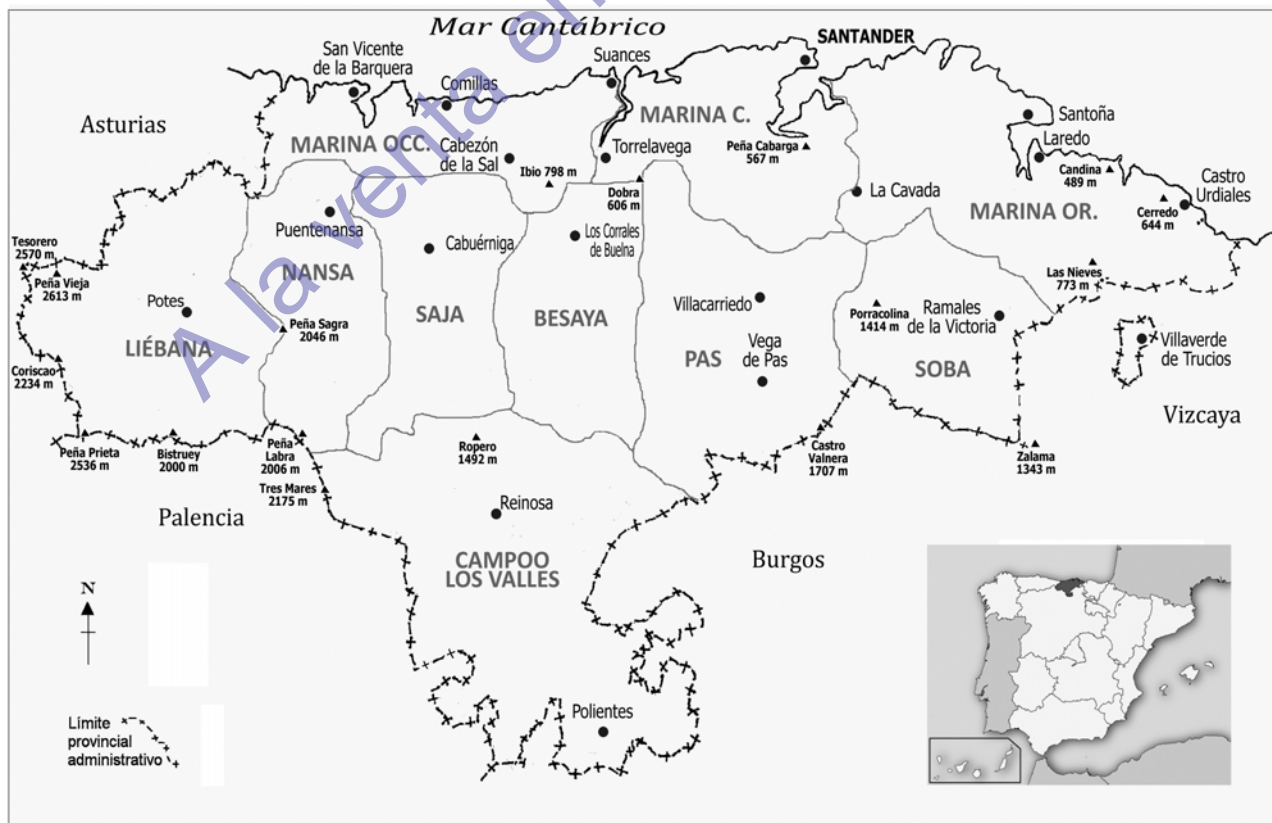 Mar Cantábrico
A la venta en
San Vicente
de la Barquera
Comillas
Suances
SANTANDER
Asturias
MARINA OCC.
MARINA C.
Santoña
Laredo
Cabezón
de la Sal
Torrelavega
Peña Cabarga
567 m
Candina
489 m
Castro
Urdiales
Ibio 798 m
Dobra
606 m
La Cavada
MARINA OR.
Cerredo
644 m
Puentenansa
Cabuérniga
Los Corrales
de Buelna
Tesorero
2570 m
Peña Vieja
2613 m
NANSA
Las Nieves
773 m
Potes
Peña Sagra
2046 m
SAJA
BESAYA
Villacarriedo
Porracolina
1414 m
Ramales
de la Victoria
Villaverde
de Trucios
LIÉBANA
Coriscao
2234 m
PAS
Vega
de Pas
SOBA
Vizcaya
Peña Prieta
2536 m
Bistruey
2000 m
Peña
Labra
2006 m
Ropero
1492 m
Castro
Valnera
1707 m
Zalama
1343 m
Tres Mares
2175 m
Palencia
Reinosa
CAMPOO
LOS VALLES
Burgos
N
Polientes
Límite
provincial
administrativo